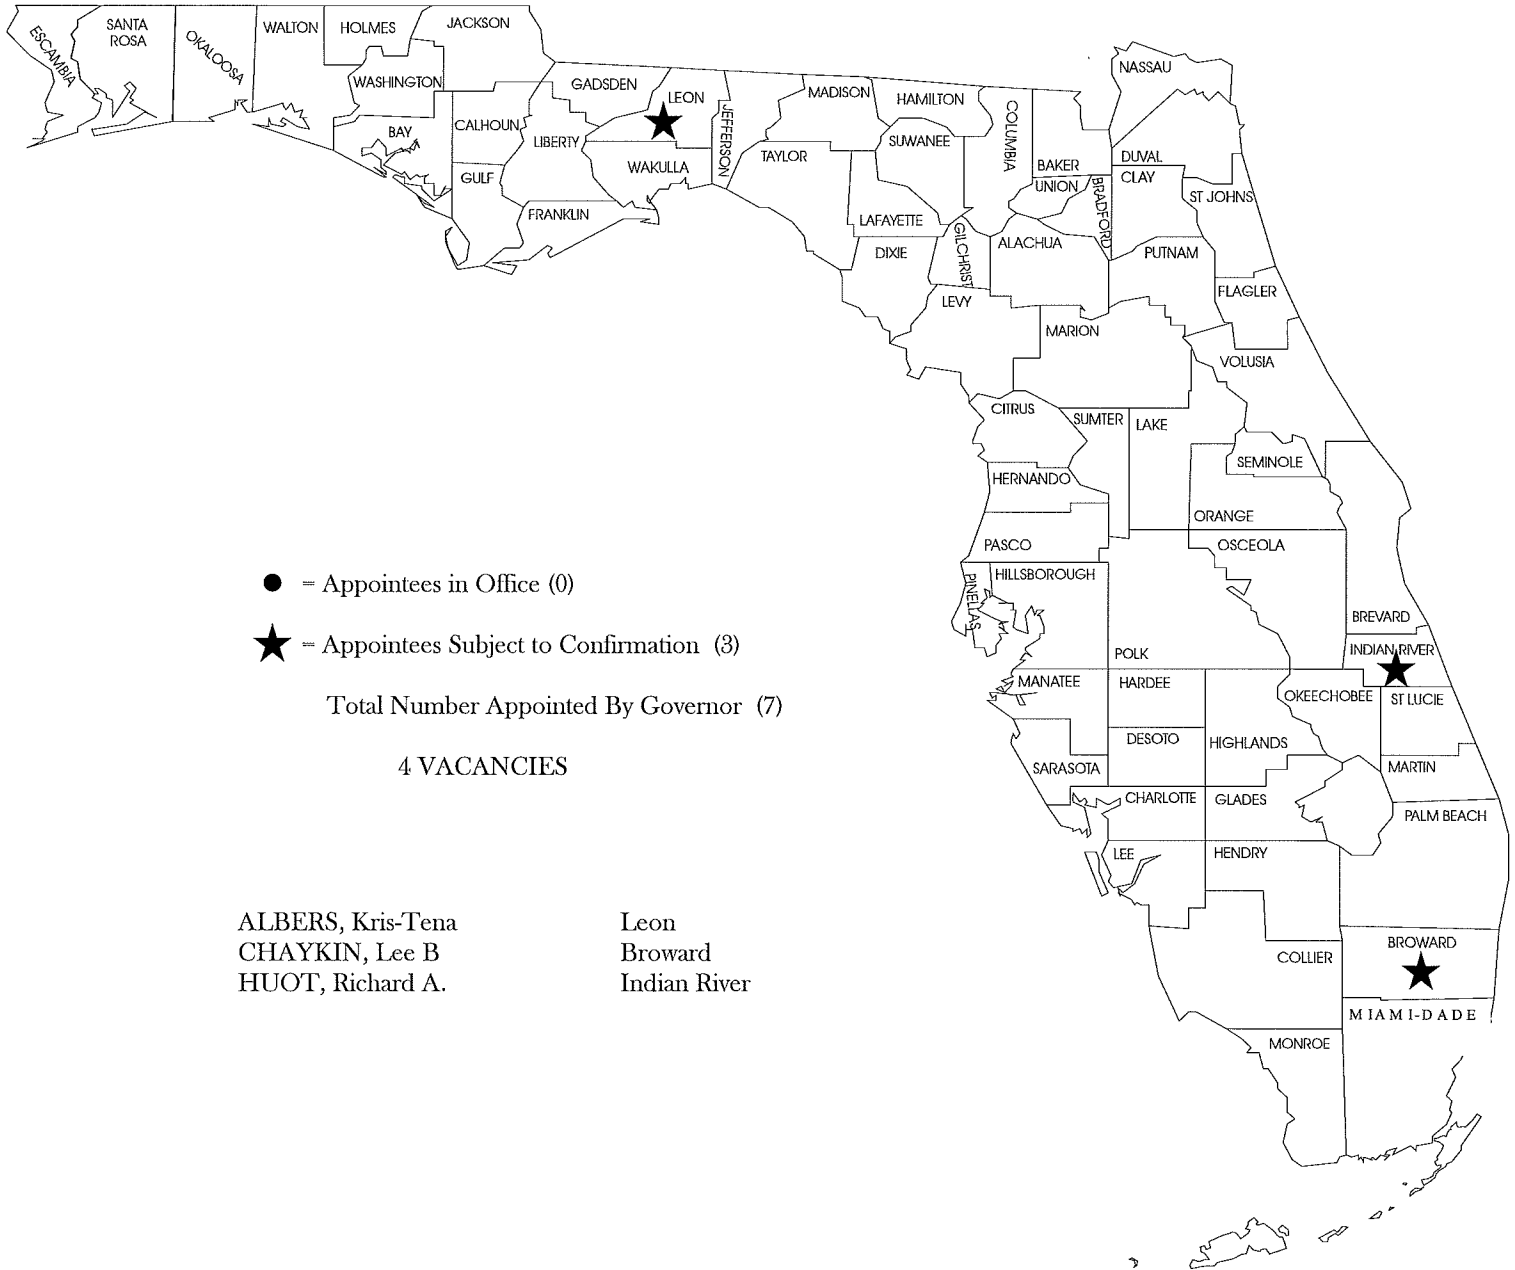 ESCAMBIA
SANTA
ROSA
OKALOOSA
WALTON
HOLMES
JACKSON
WASHINGTON
BAY
CALHOUN
GULF
GADSDEN
LIBERTY
FRANKLIN
LEON
WAKULLA
JEFFERSON
MADISON
TAYLOR
HAMILTON
SUWANEE
LAFAYETTE
DIXIE
COLUMBIA
GILCHRIST
LEVY
BAKER
UNION
BRADFORD
ALACHUA
NASSAU
DUVAL
CLAY
ST JOHNS
PUTNAM
FLAGLER
MARION
VOLUSIA
CITRUS
SUMTER
LAKE
SEMINOLE
HERNANDO
ORANGE
PASCO
OSCEOLA
PINELLAS
HILLSBOROUGH
BREVARD
POLK
INDIAN RIVER
MANATEE
HARDEE
OKEECHOBEE
ST LUCIE
DESOTO
HIGHLANDS
SARASOTA
MARTIN
CHARLOTTE
GLADES
PALM BEACH
LEE
HENDRY
BROWARD
COLLIER
MIAMI-DADE
MONROE
= Appointees in Office (0)
= Appointees Subject to Confirmation (3)
Total Number Appointed By Governor (7)
4 VACANCIES
ALBERS, Kris-Tena Leon
CHAYKIN, Lee B Broward
HUOT, Richard A. Indian River